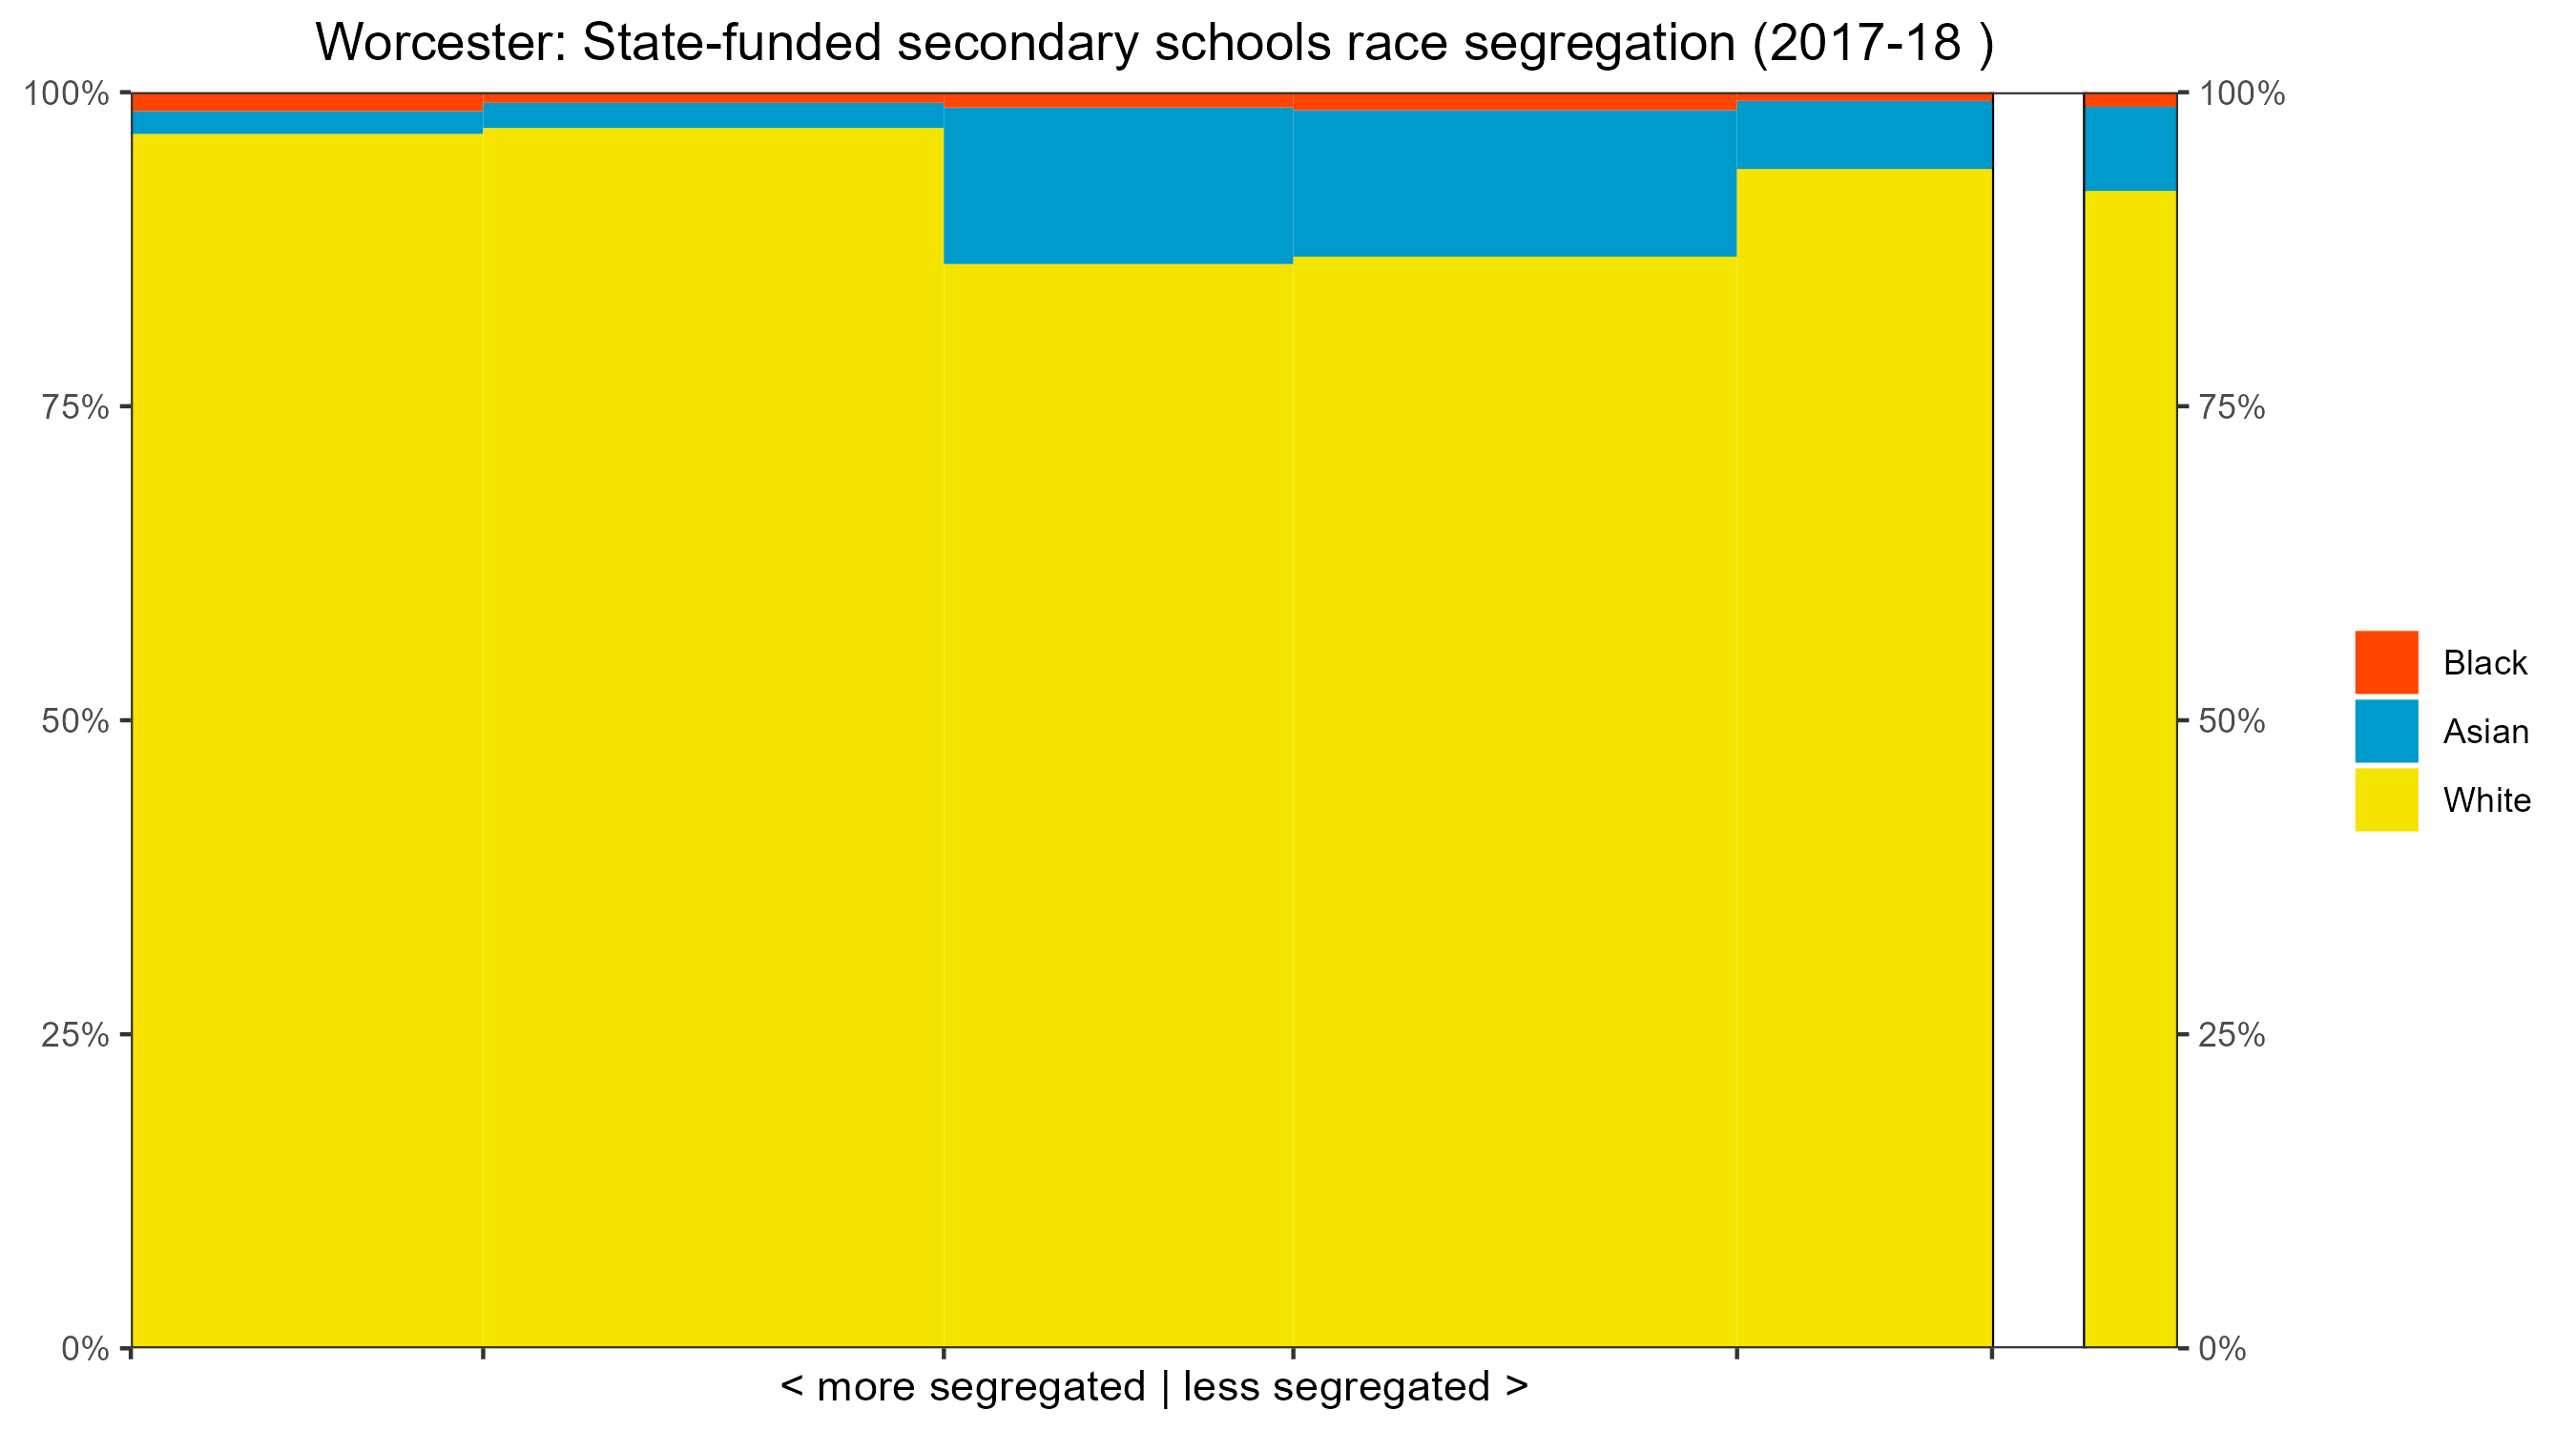 Worcester: State-funded secondary schools race segregation (2017-18 )
100%
75%
50%
25%
0%
100%
75%
50%
25%
0%
< more segregated | less segregated >
Black
Asian
White